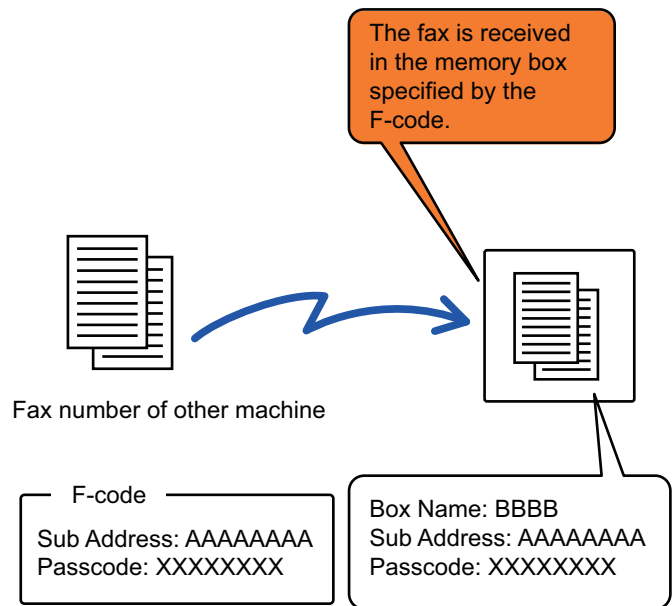 The fax is received
in the memory box
specified by the
F-code.
Fax number of other machine
F-code
Sub Address: AAAAAAAA
Passcode: XXXXXXXX
Box Name: BBBB
Sub Address: AAAAAAAA
Passcode: XXXXXXXX